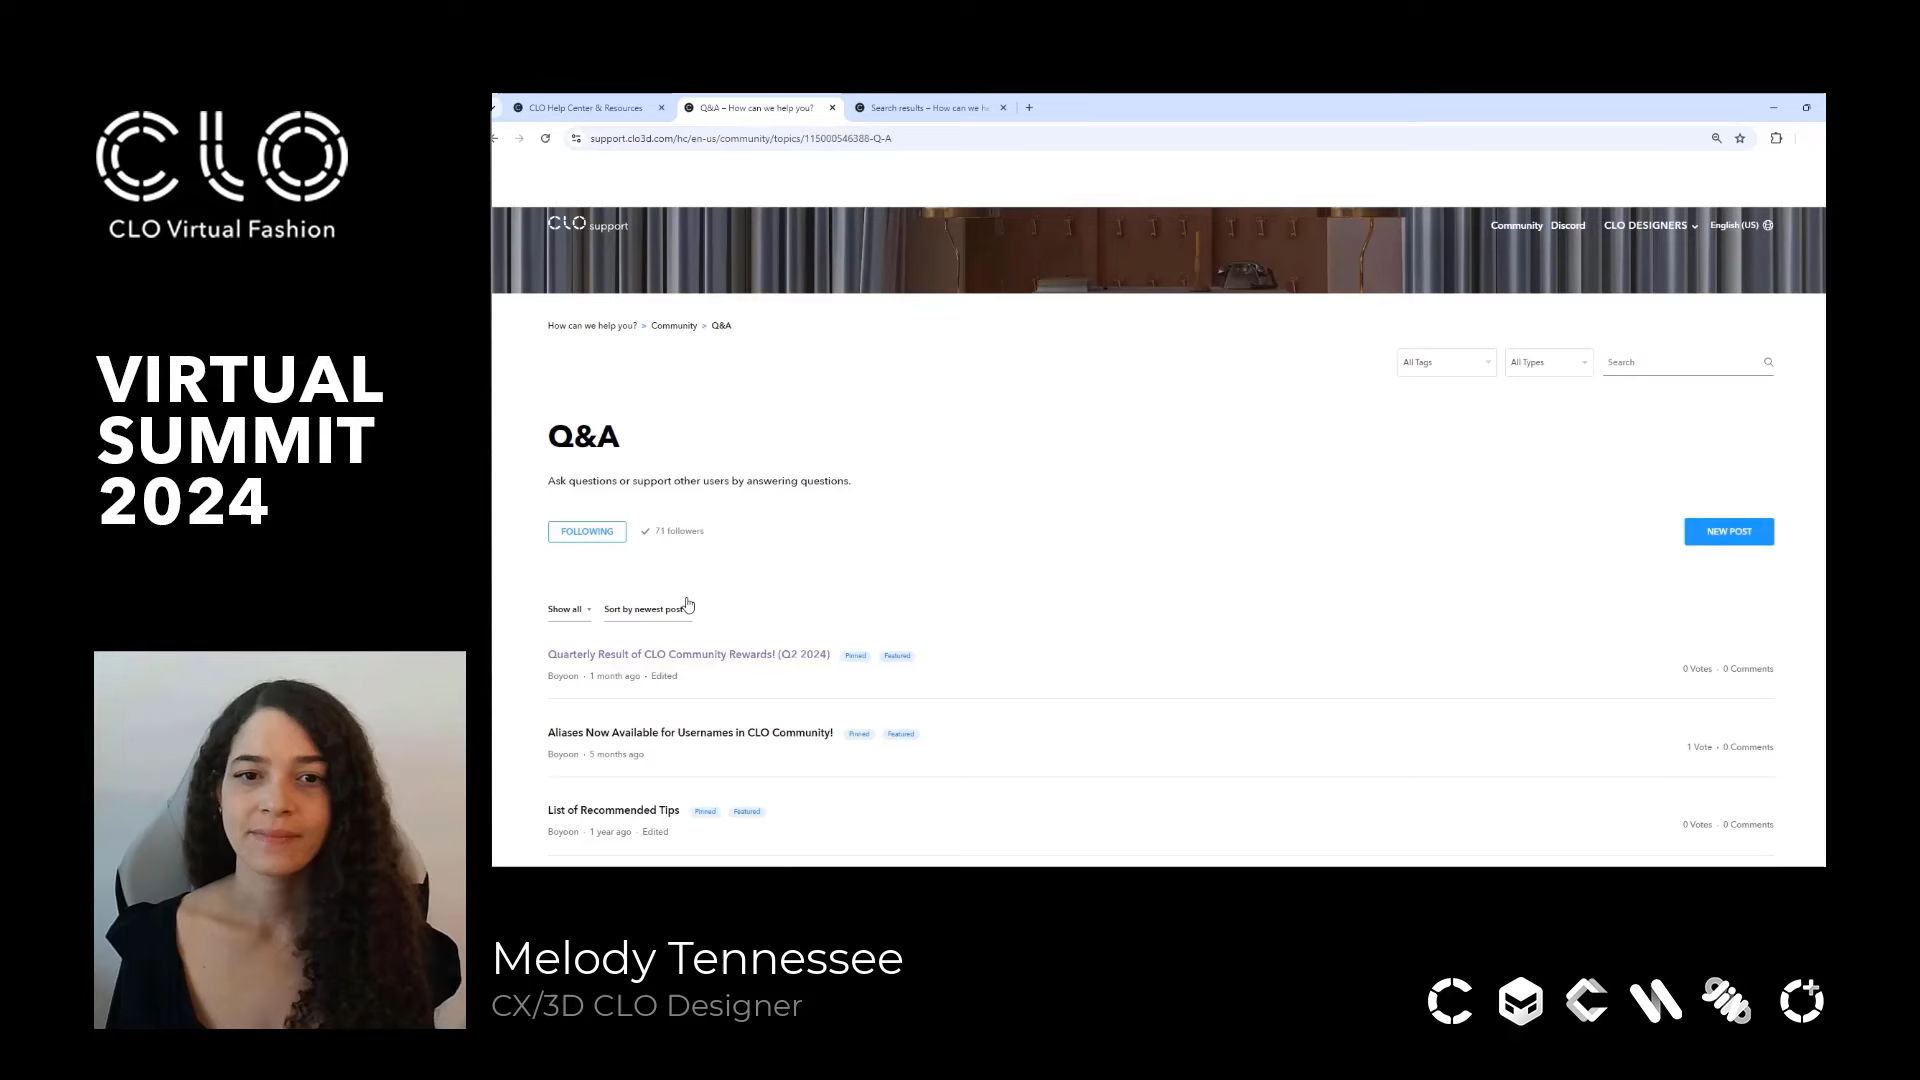 CLO
CLO Virtual Fashion
VIRTUAL
SUMMIT
2024
CLO Help Center & Resources
Q&A – How can we help you?
Search results – How can we he
support.clo3d.com/hc/en-us/community/topics/115000546388-Q-A
CLO support
Community Discord CLO DESIGNERS English (US)
How can we help you? > Community > Q&A
All Tags All Types Search
Q&A
Ask questions or support other users by answering questions.
FOLLOWING 71 followers NEW POST
Show all Sort by newest post
Quarterly Result of CLO Community Rewards! (Q2 2024) Pinned Featured
Boyoon · 1 month ago · Edited
0 Votes · 0 Comments
Aliases Now Available for Usernames in CLO Community! Pinned Featured
Boyoon · 5 months ago
1 Vote · 0 Comments
List of Recommended Tips Pinned Featured
Boyoon · 1 year ago · Edited
0 Votes · 0 Comments
Melody Tennessee
CX/3D CLO Designer